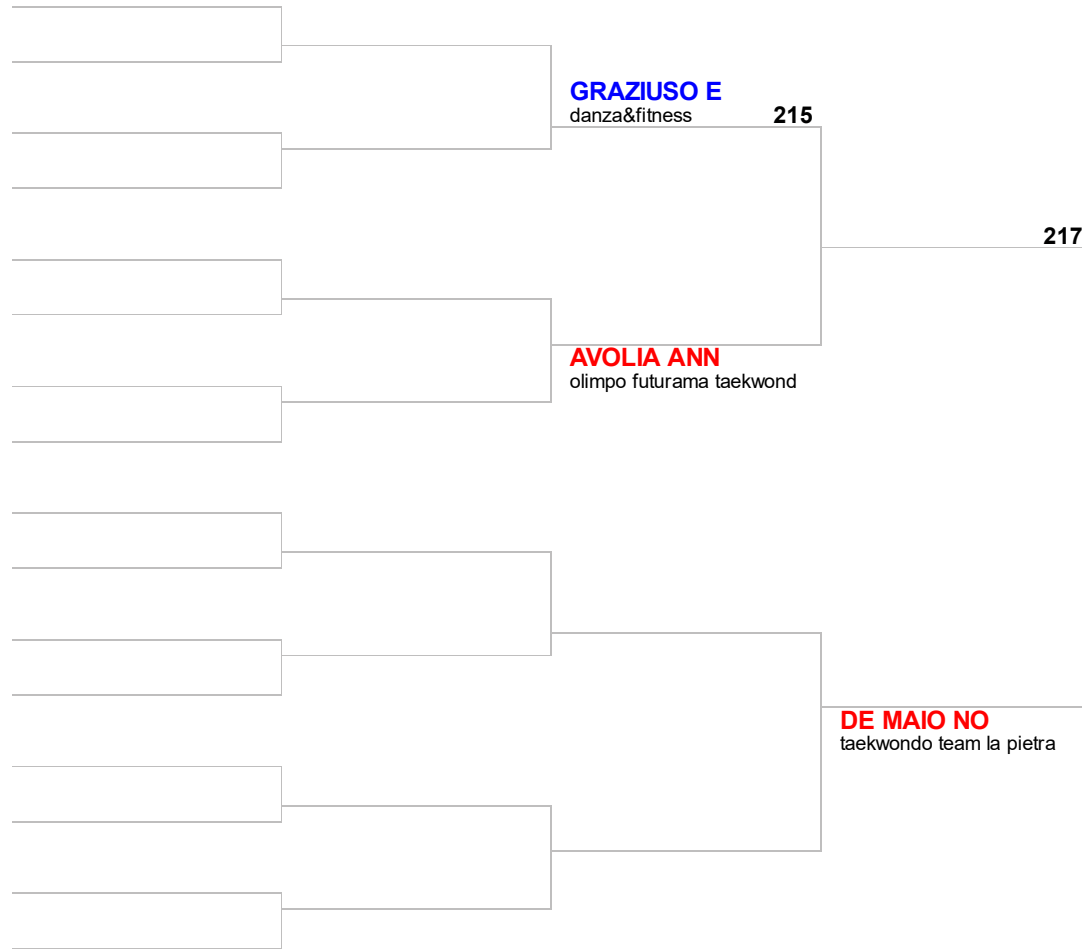 GRAZIUSO E
danza&fitness 215
217
AVOLIA ANN
olimpo futurama taekwond
DE MAIO NO
taekwondo team la pietra